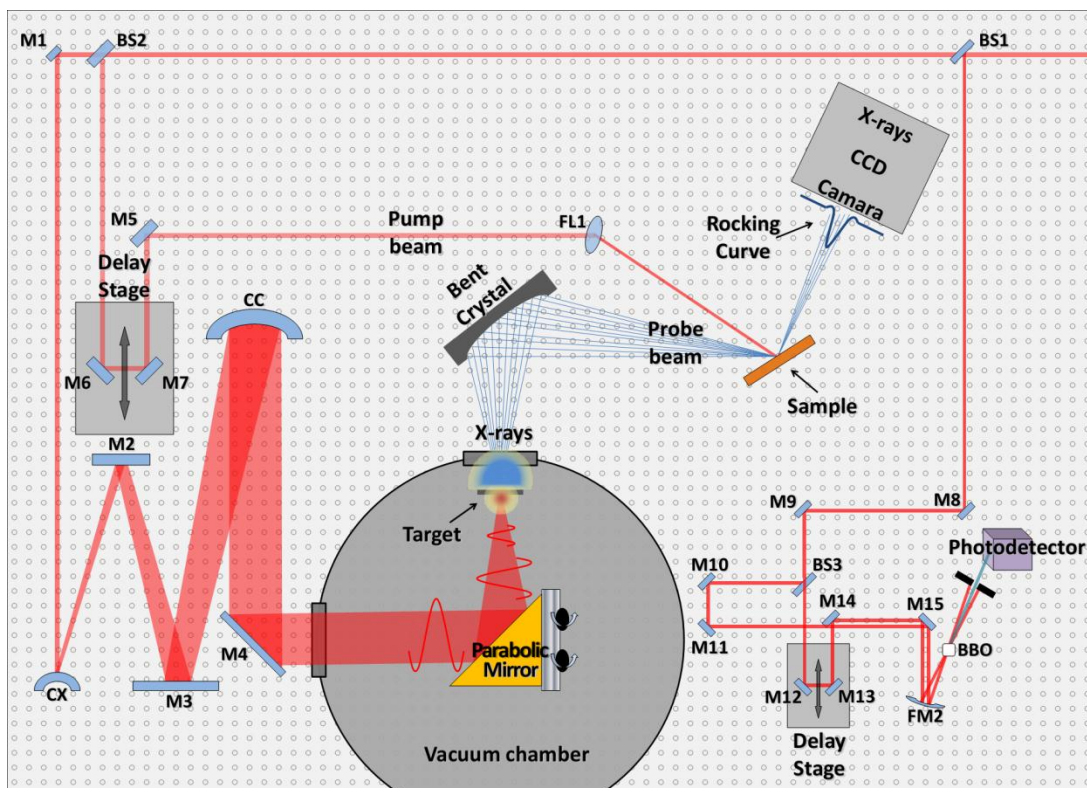 M1
BS2
BS1
X-rays
CCD
Camara
M5
Pump
beam
FL1
Rocking
Curve
Delay
Stage
CC
Bent
Crystal
Probe
beam
M6
M7
Sample
M2
X-rays
M9
M8
Target
Photodetector
M10
BS3
M14
M15
M11
M4
Parabolic
Mirror
BBO
CX
M3
M12
M13
FM2
Vacuum chamber
Delay
Stage